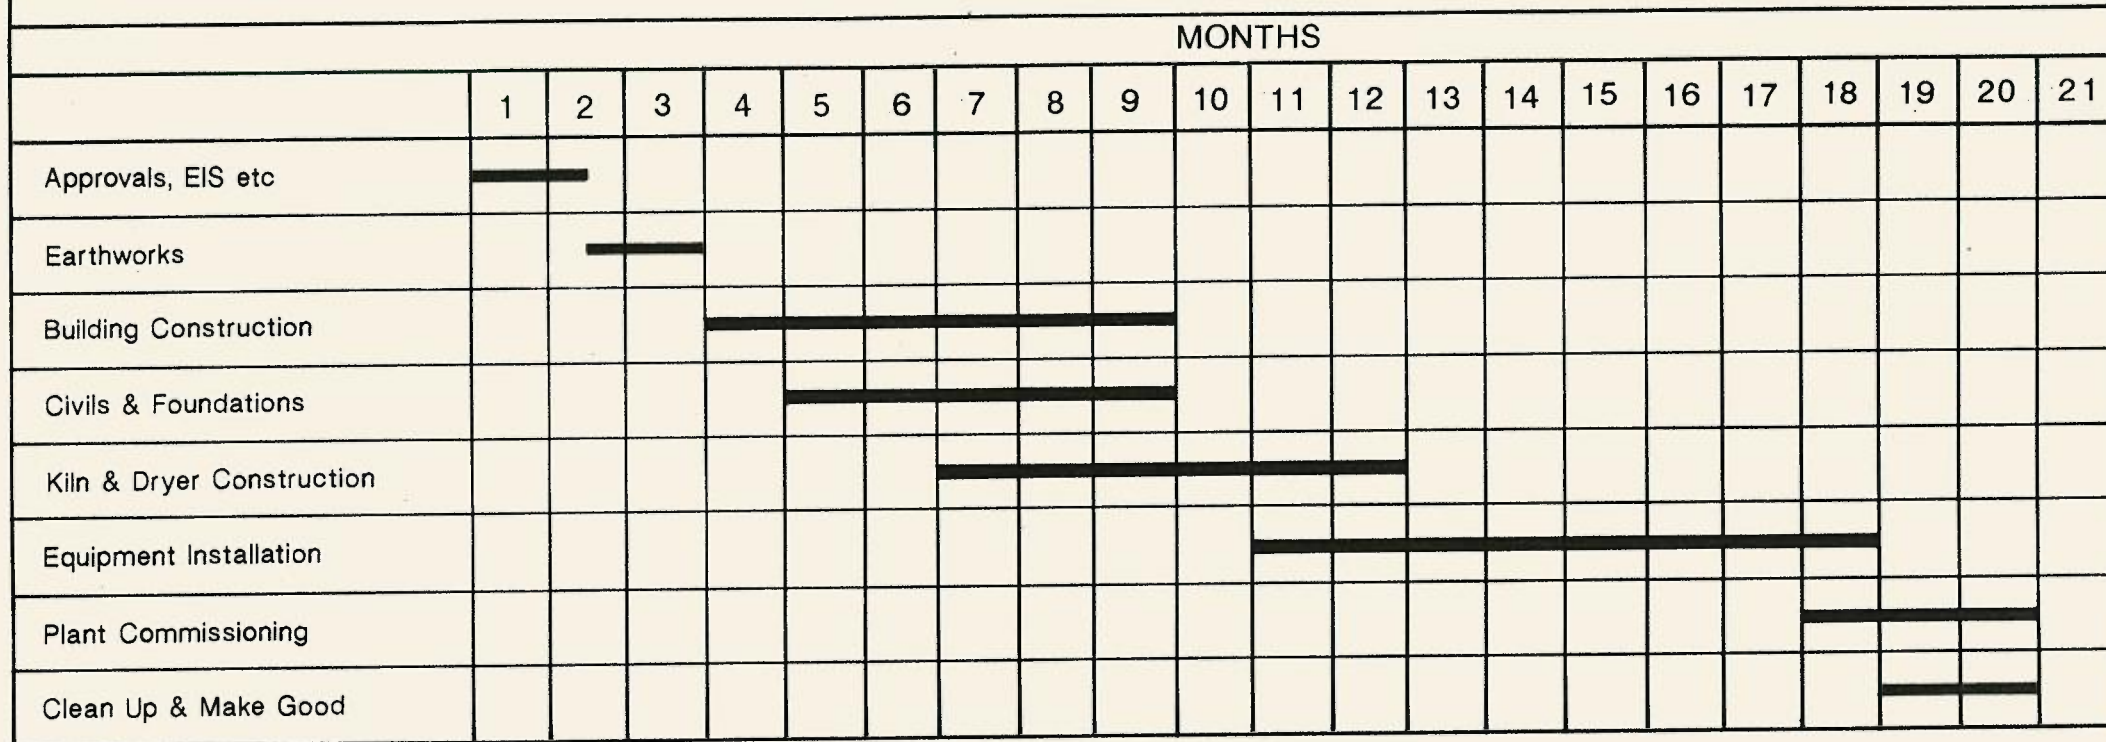 MONTHS
1 2 3 4 5 6 7 8 9 10 11 12 13 14 15 16 17 18 19 20 21
Approvals, EIS etc
Earthworks
Building Construction
Civils & Foundations
Kiln & Dryer Construction
Equipment Installation
Plant Commissioning
Clean Up & Make Good